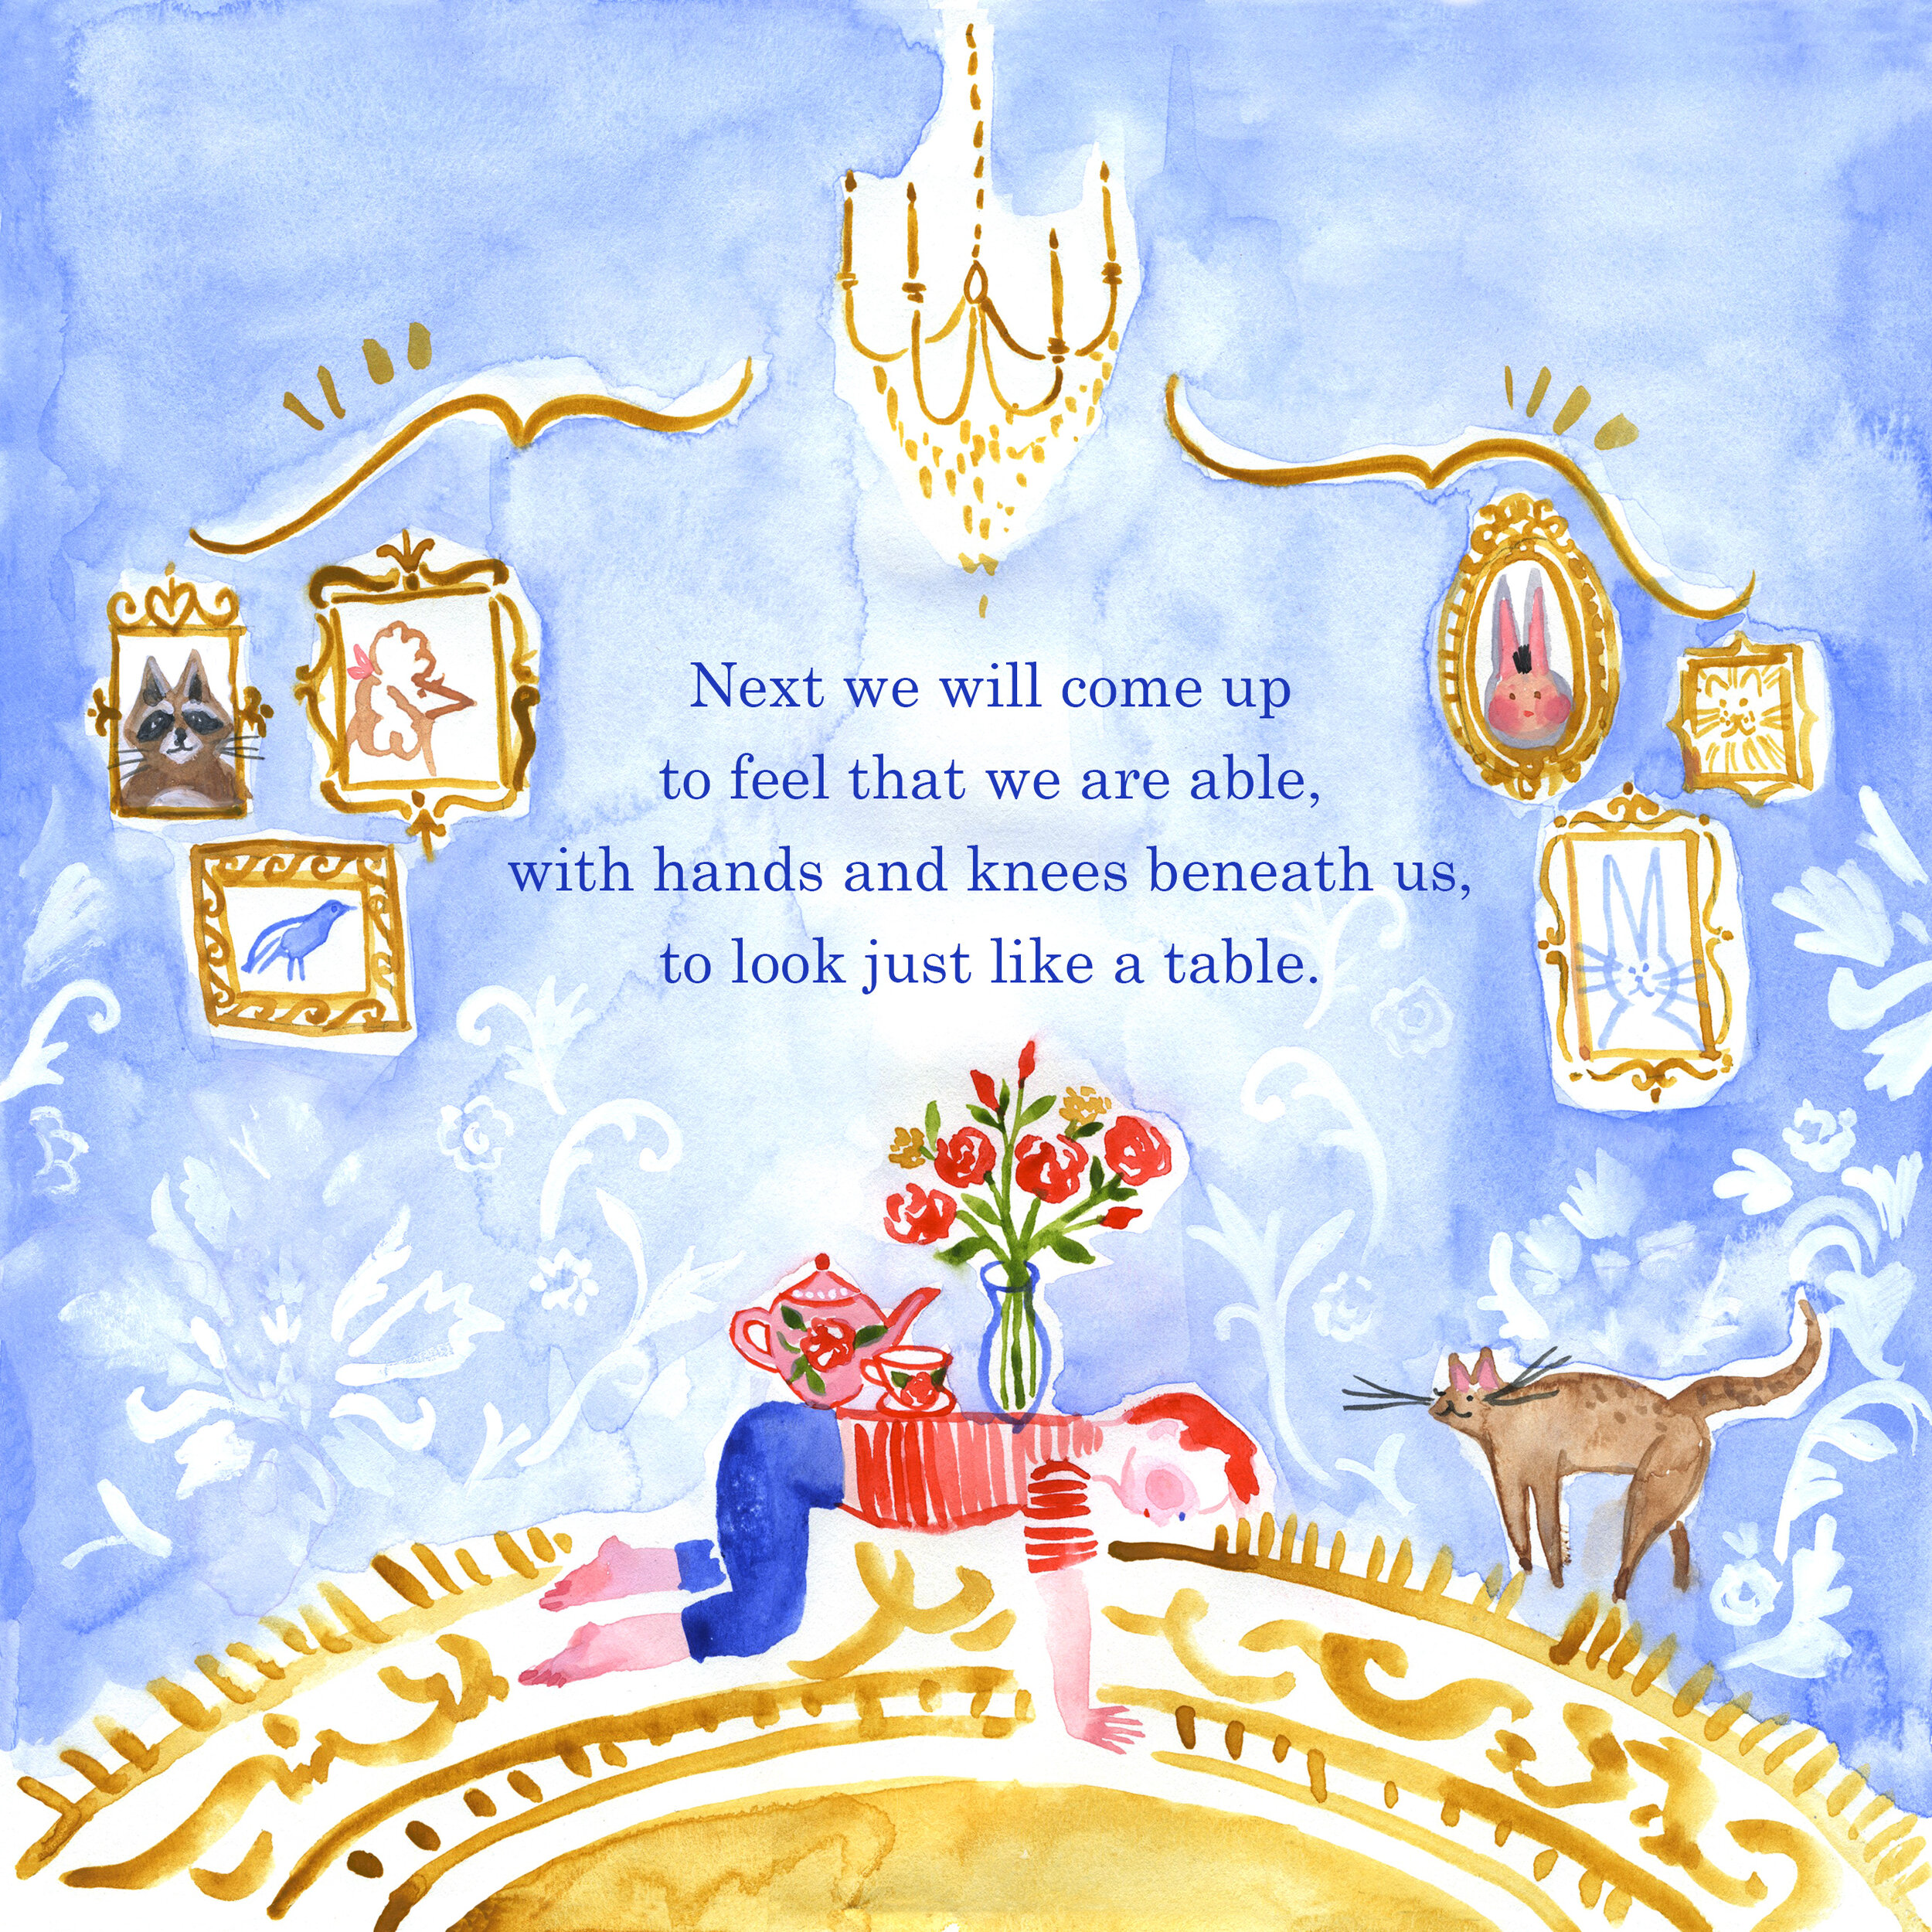 Next we will come up
to feel that we are able,
with hands and knees beneath us,
to look just like a table.